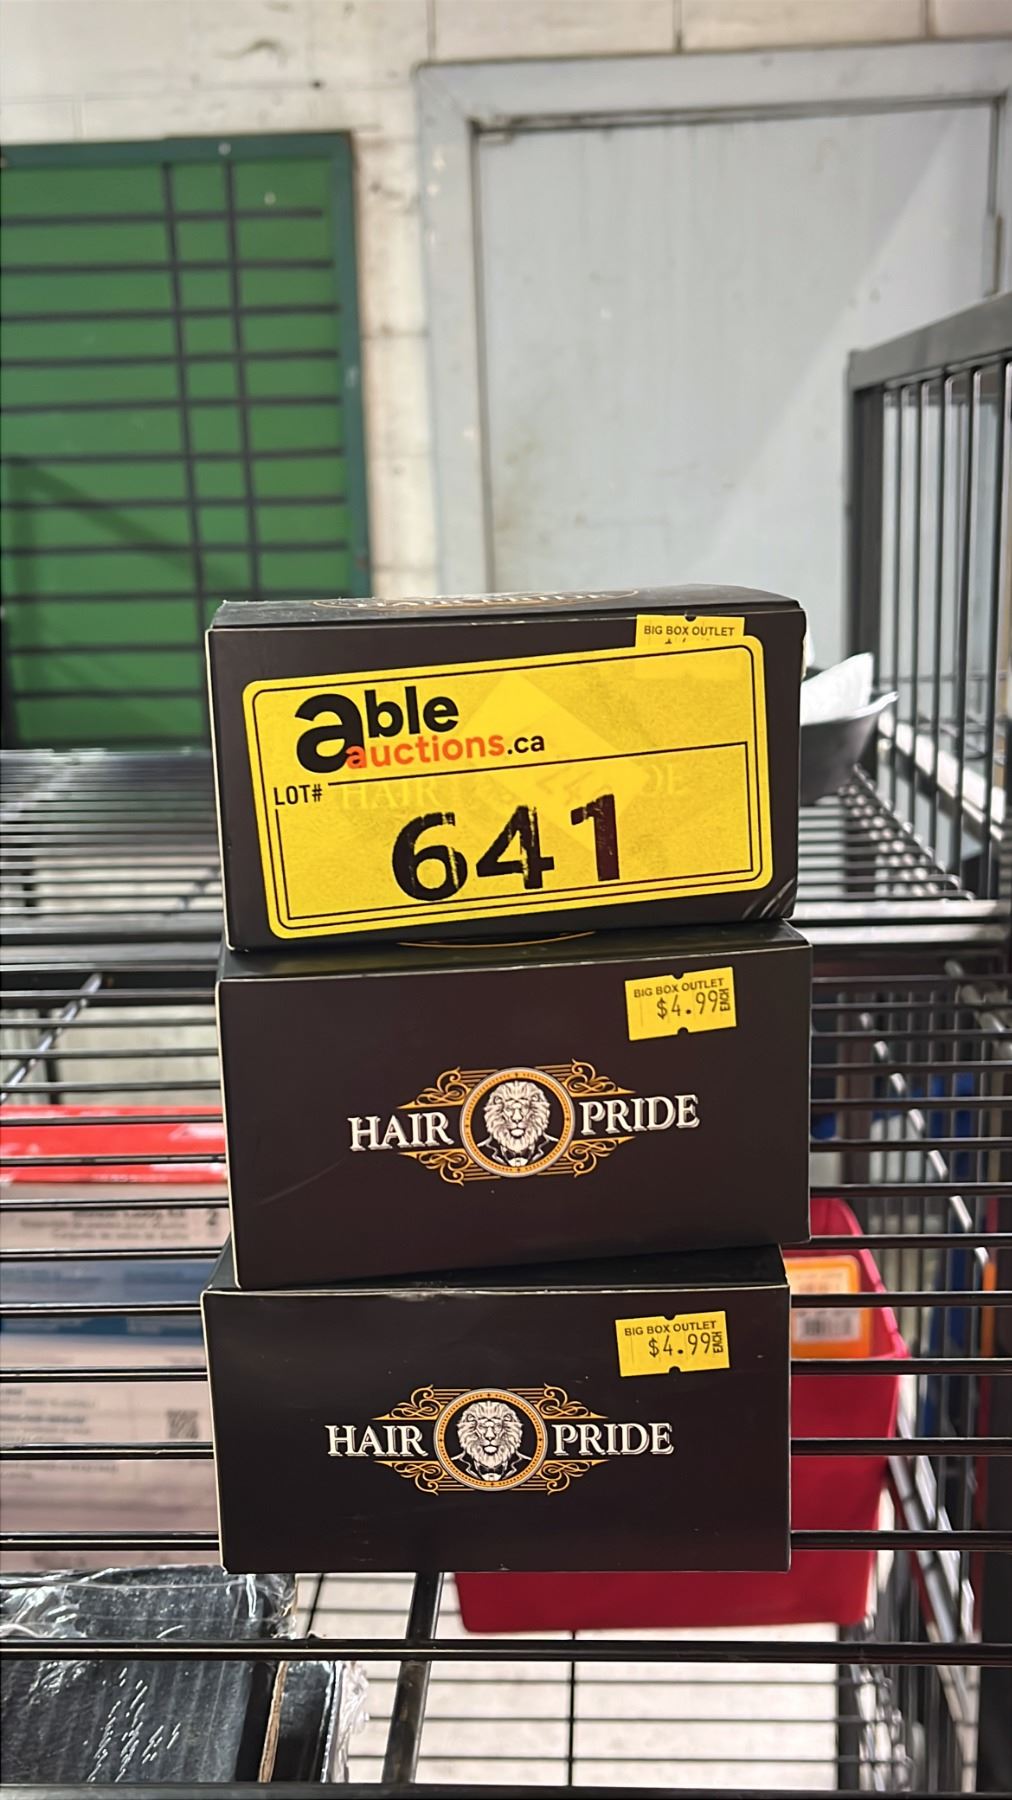 BIG BOX OUTLET
able
auctions.ca
LOT#
641
HAIR
BIG BOX OUTLET
$4.99 EACH
HAIR PRIDE
BIG BOX OUTLET
$4.99 EACH
HAIR PRIDE